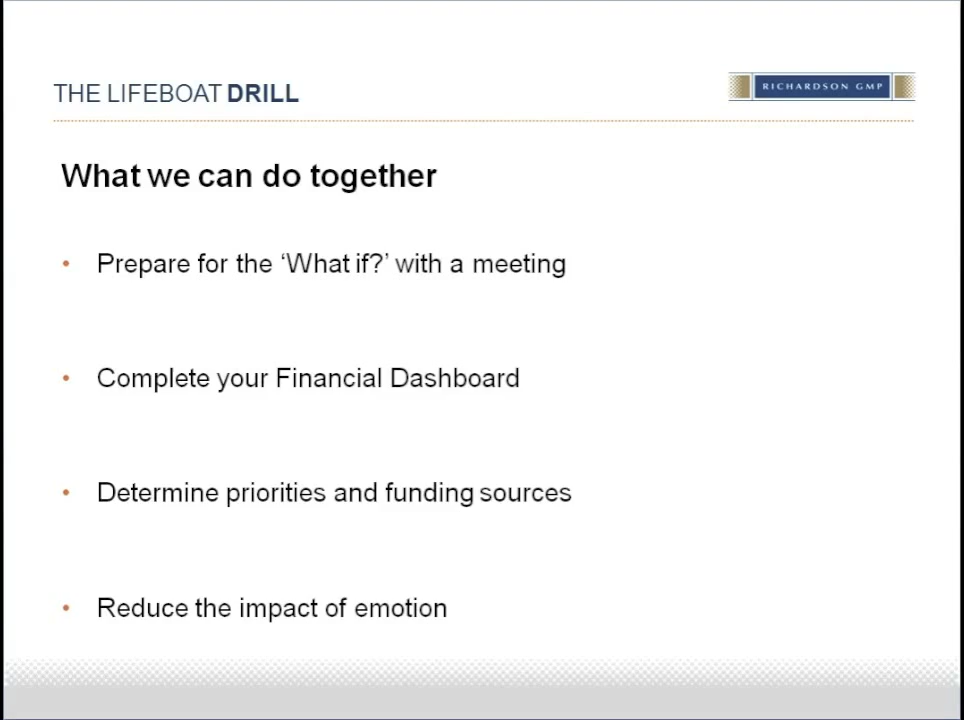 THE LIFEBOAT DRILL
RICHARDSON GMP
What we can do together
• Prepare for the ‘What if?’ with a meeting
• Complete your Financial Dashboard
• Determine priorities and funding sources
• Reduce the impact of emotion